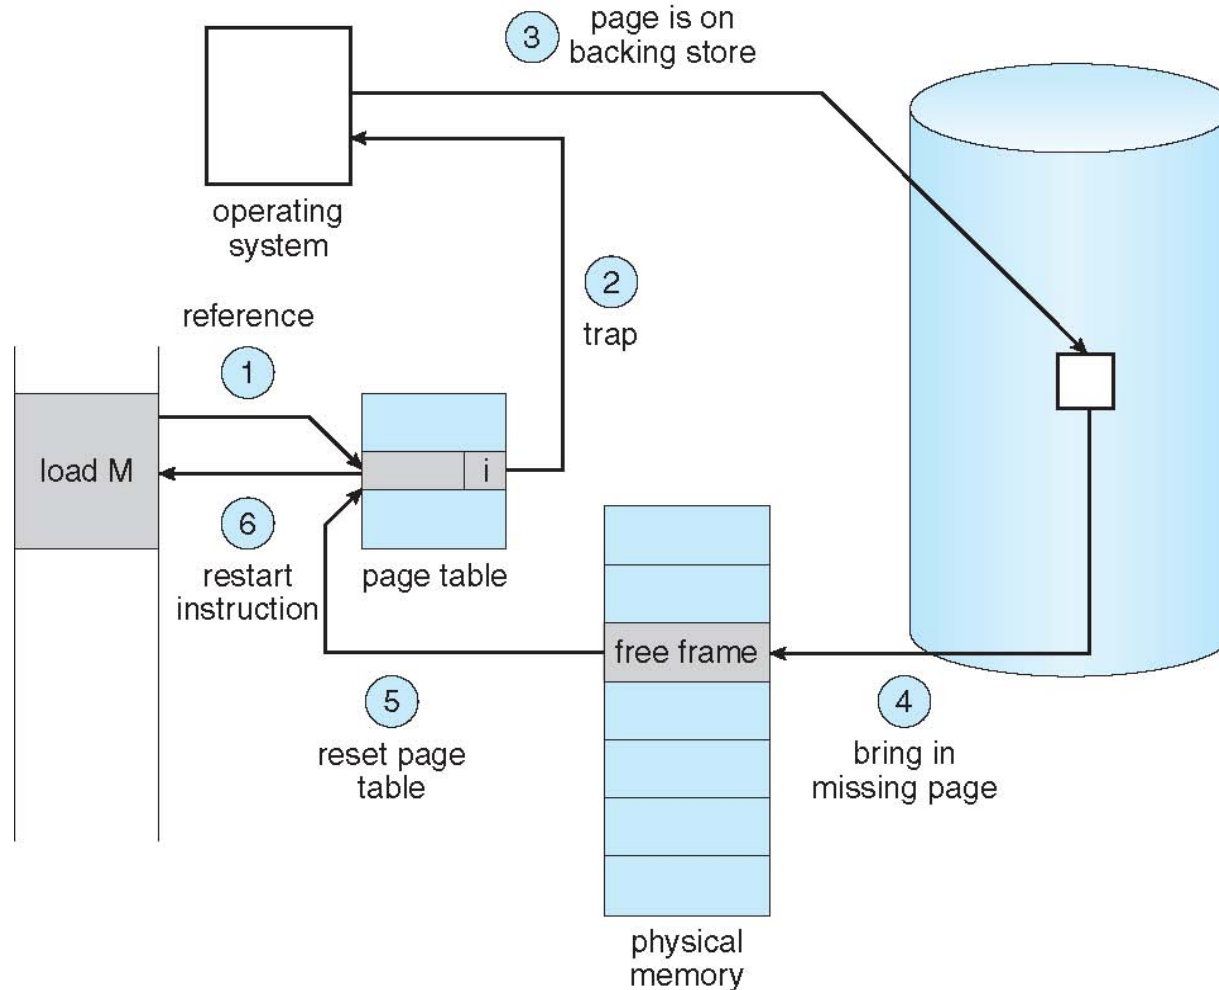 3
page is on
backing store
operating
system
2
trap
reference
1
load M
i
6
restart
instruction
page table
free frame
5
reset page
table
4
bring in
missing page
physical
memory